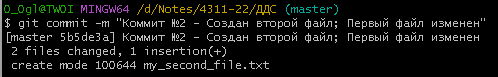 O_Ogl@TWOI MINGW64 /d/Notes/4311-22/ДДС (master)
$ git commit -m "Коммит №2 - Создан второй файл; Первый файл изменен"
[master 5b5de3a] Коммит №2 - Создан второй файл; Первый файл изменен
 2 files changed, 1 insertion(+)
 create mode 100644 my_second_file.txt